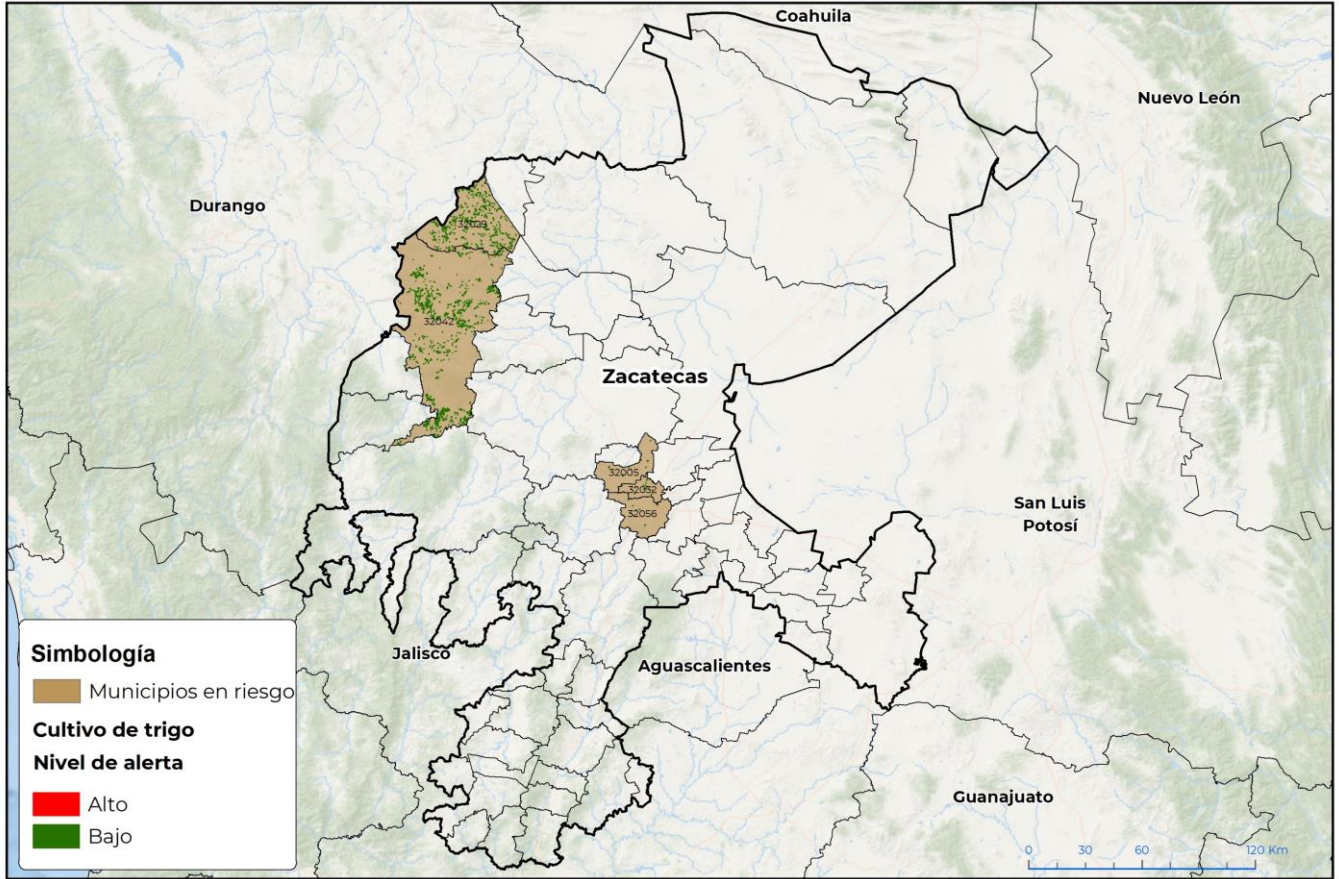 Coahuila
Nuevo León
Durango
32042
Zacatecas
32005
32052
32056
San Luis
Potosí
Jalisco
Aguascalientes
Guanajuato
Simbología
Municipios en riesgo
Cultivo de trigo
Nivel de alerta
Alto
Bajo
0 30 60 120 Km